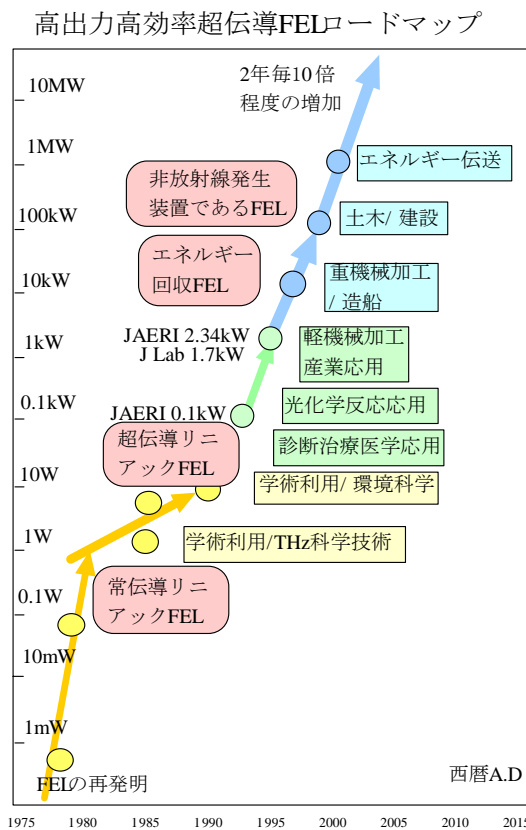 高出力高効率超伝導FELロードマップ
10MW
2年毎10倍
程度の増加
1MW
エネルギー伝送
非放射線発生
装置であるFEL
100kW
土木/ 建設
エネルギー
回収FEL
10kW
重機械加工
/ 造船
JAERI 2.34kW
J Lab 1.7kW
1kW
軽機械加工
産業応用
0.1kW
JAERI 0.1kW
光化学反応応用
超伝導リニ
アックFEL
診断治療医学応用
10W
学術利用/ 環境科学
1W
学術利用/THz科学技術
0.1W
常伝導リニ
アックFEL
10mW
1mW
FELの再発明
西暦A.D
1975 1980 1985 1990 1995 2000 2005 2010 2015